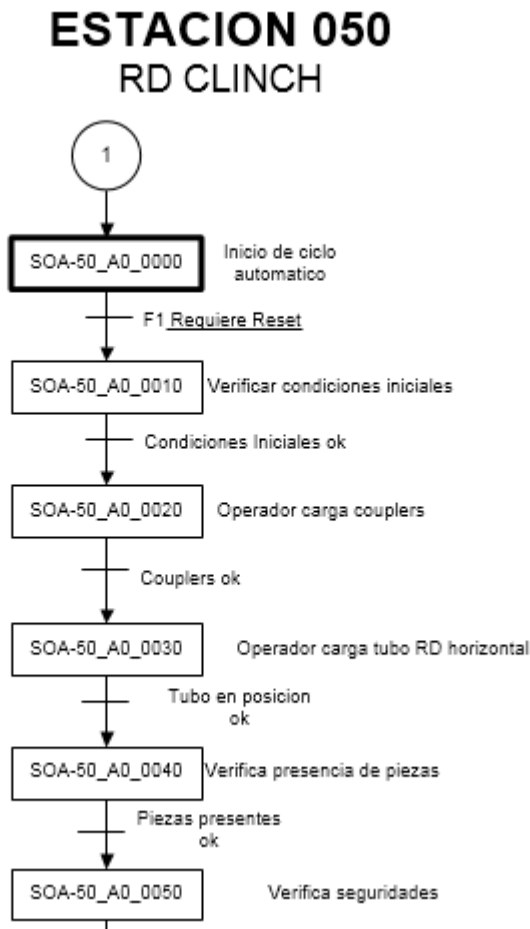 ESTACION 050
RD CLINCH
1
SOA-50_A0_0000
Inicio de ciclo
automatico
F1 Requiere Reset
SOA-50_A0_0010
Verificar condiciones iniciales
Condiciones Iniciales ok
SOA-50_A0_0020
Operador carga couplers
Couplers ok
SOA-50_A0_0030
Operador carga tubo RD horizontal
Tubo en posicion
ok
SOA-50_A0_0040
Verifica presencia de piezas
Piezas presentes
ok
SOA-50_A0_0050
Verifica seguridades